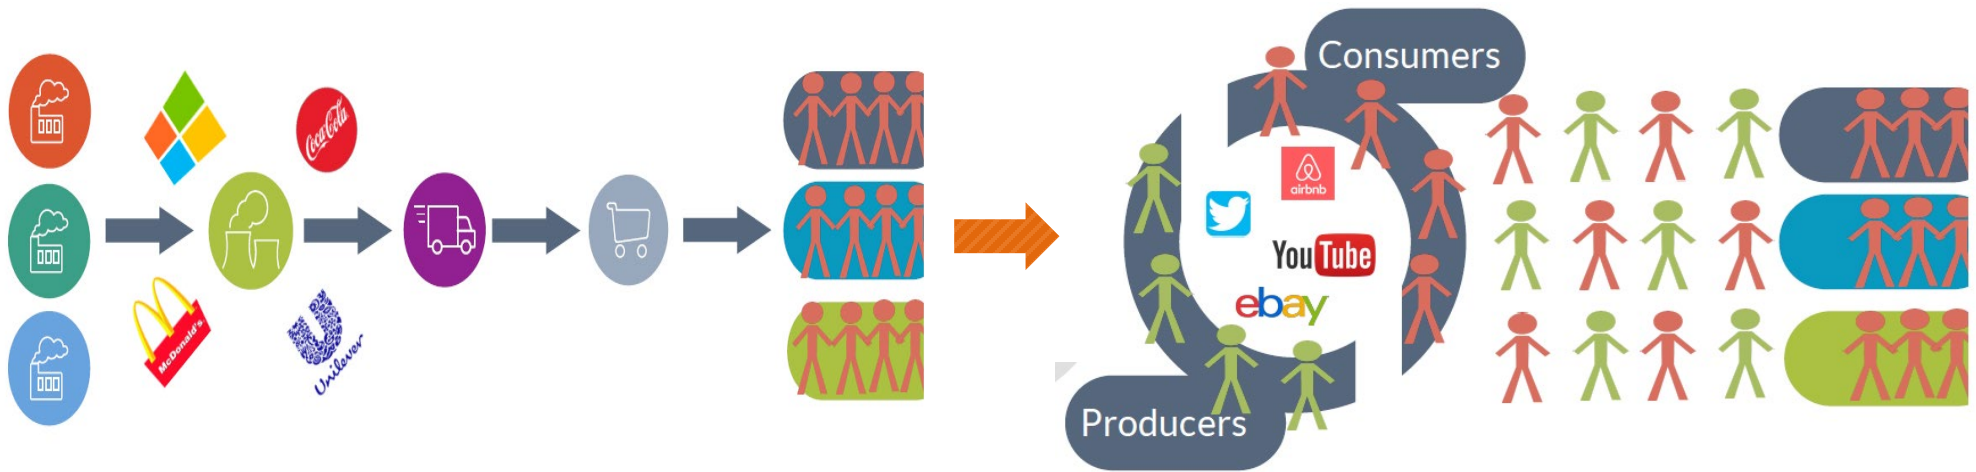 Coca-Cola
McDonald's
Unilever
Consumers
airbnb
YouTube
ebay
Producers